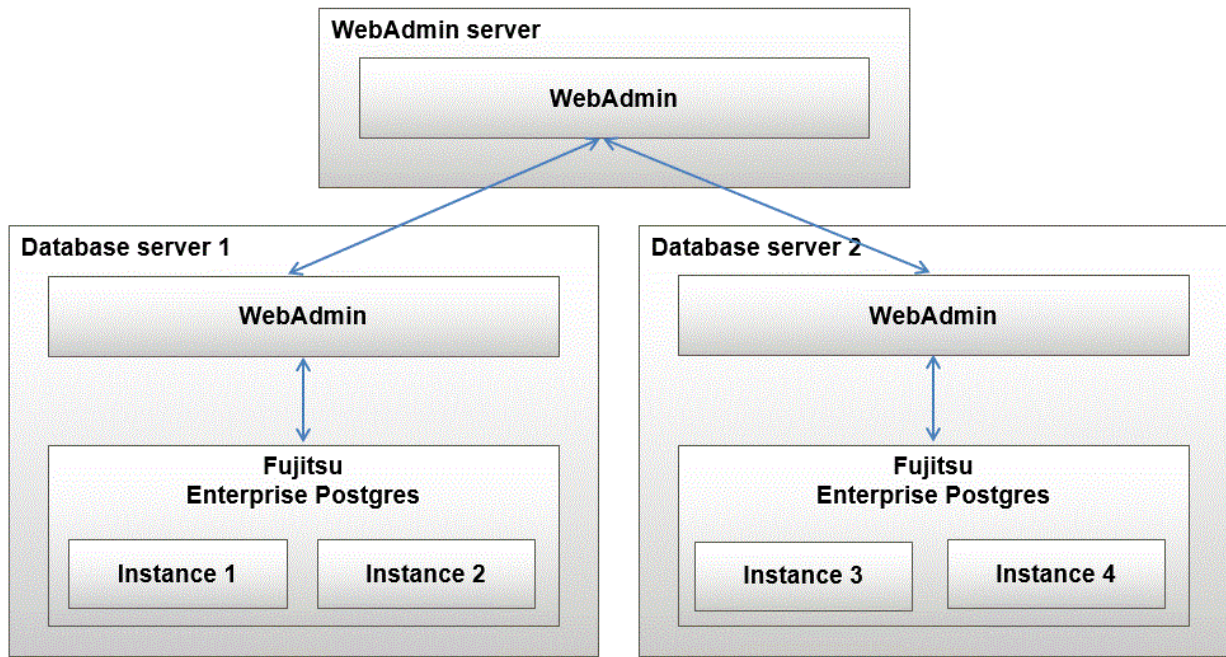 WebAdmin server
WebAdmin
Database server 1
WebAdmin
Fujitsu
Enterprise Postgres
Instance 1
Instance 2
Database server 2
WebAdmin
Fujitsu
Enterprise Postgres
Instance 3
Instance 4